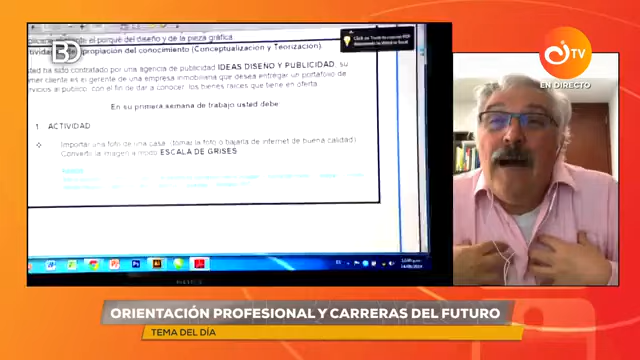 el porqué del diseño y de la pieza gráfica
apropiación del conocimiento (Conceptualización y Teorización)
ha sido contratado por una agencia de publicidad IDEAS DISEÑO Y PUBLICIDAD, su
cliente es el gerente de una empresa inmobiliaria que desea entregar un portafolio de
servicios al público con el fin de dar a conocer los bienes raíces que tiene en oferta
En su primera semana de trabajo usted debe
1 ACTIVIDAD
Importar una foto de una casa (tomar la foto o bajarla de internet de buena calidad)
Convertir la imagen a modo ESCALA DE GRISES
TV
EN DIRECTO
ORIENTACIÓN PROFESIONAL Y CARRERAS DEL FUTURO
TEMA DEL DÍA